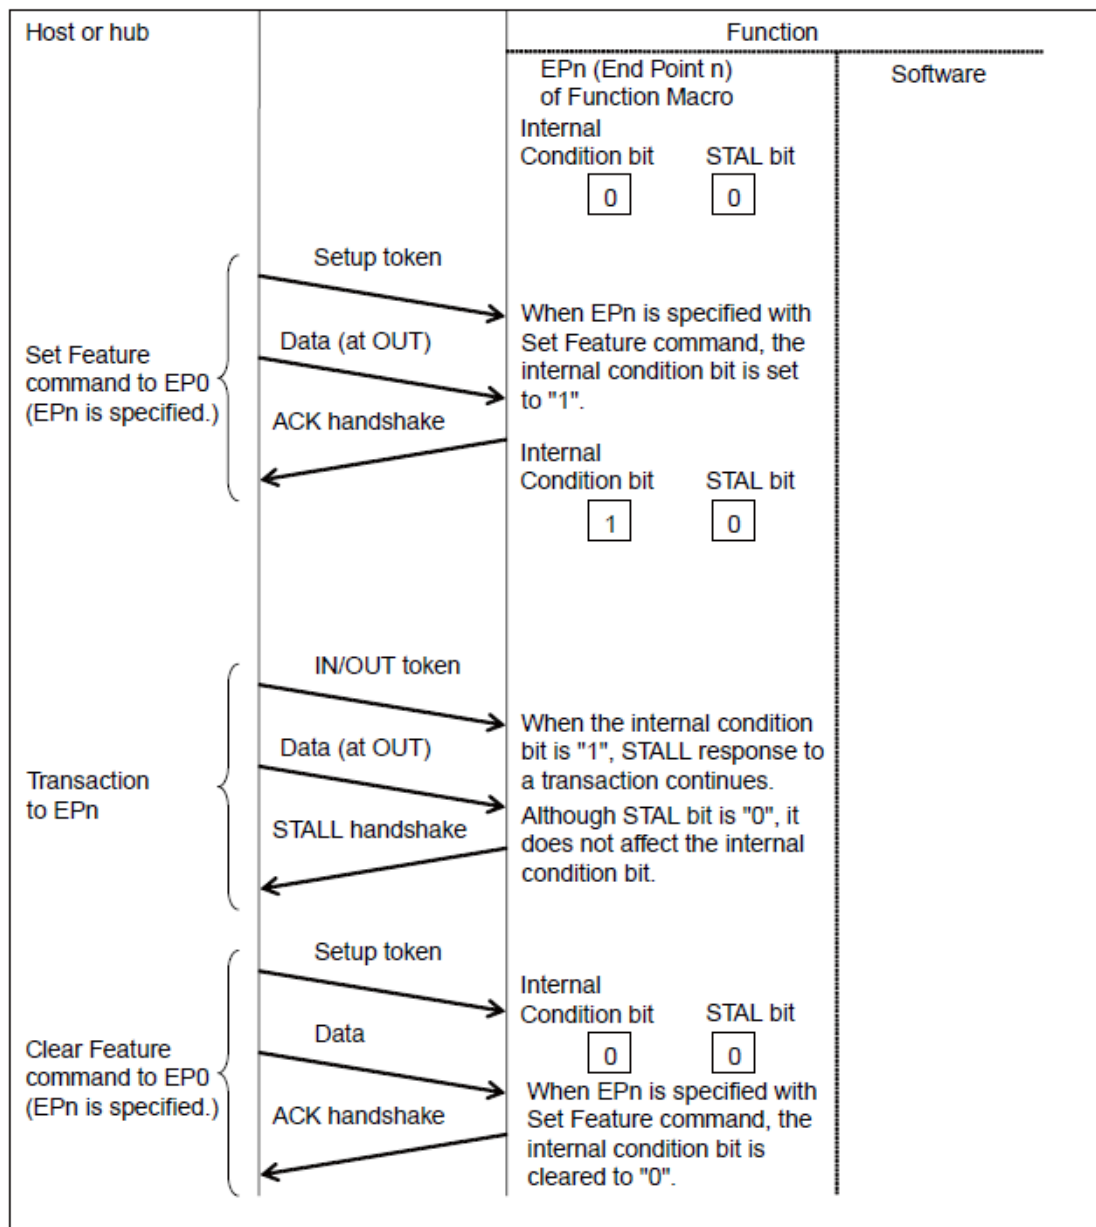 Host or hub
Function
EPn (End Point n)
of Function Macro
Software
Internal
Condition bit
STAL bit
0
0
Setup token
Data (at OUT)
ACK handshake
Set Feature
command to EP0
(EPn is specified.)
When EPn is specified with
Set Feature command, the
internal condition bit is set
to "1".
Internal
Condition bit
STAL bit
1
0
IN/OUT token
Data (at OUT)
STALL handshake
Transaction
to EPn
When the internal condition
bit is "1", STALL response to
a transaction continues.
Although STAL bit is "0", it
does not affect the internal
condition bit.
Setup token
Data
ACK handshake
Clear Feature
command to EP0
(EPn is specified.)
Internal
Condition bit
STAL bit
0
0
When EPn is specified with
Set Feature command, the
internal condition bit is
cleared to "0".